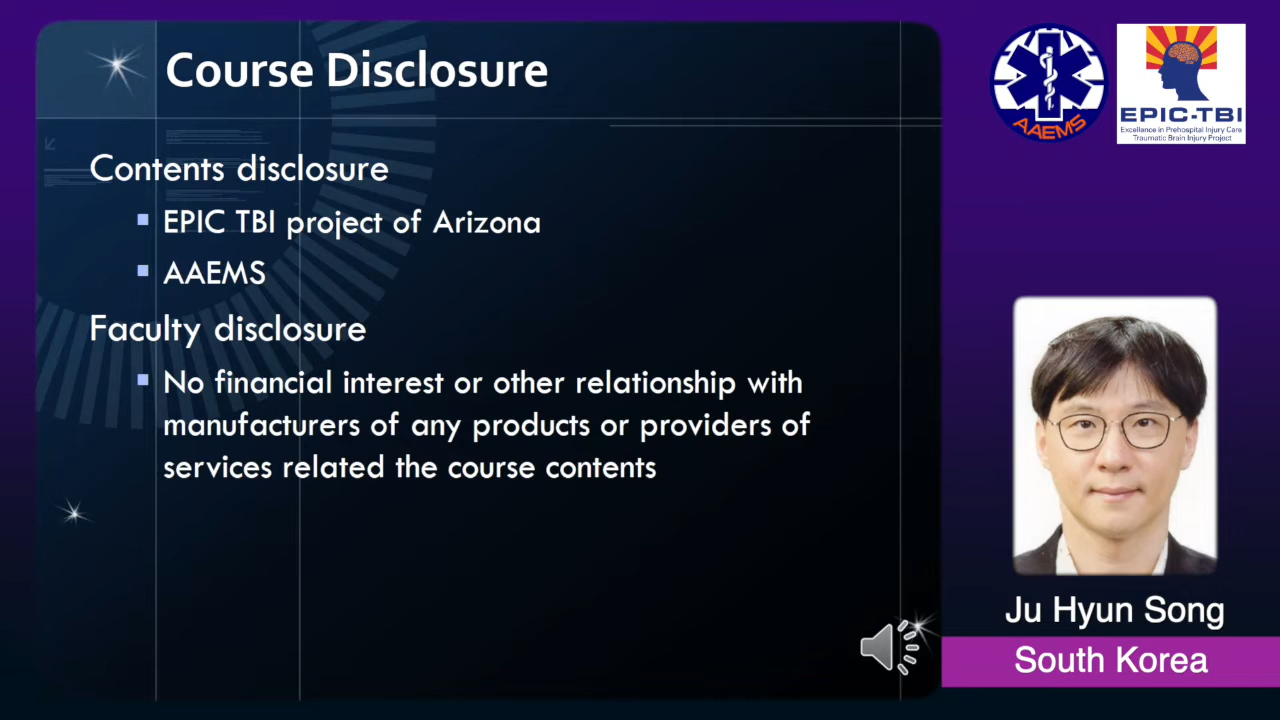 Course Disclosure
Contents disclosure
EPIC TBI project of Arizona
AAEMS
Faculty disclosure
No financial interest or other relationship with
manufacturers of any products or providers of
services related the course contents
AAEMS
EPIC-TBI
Excellence in Prehospital Injury Care
Traumatic Brain Injury Project
Ju Hyun Song
South Korea